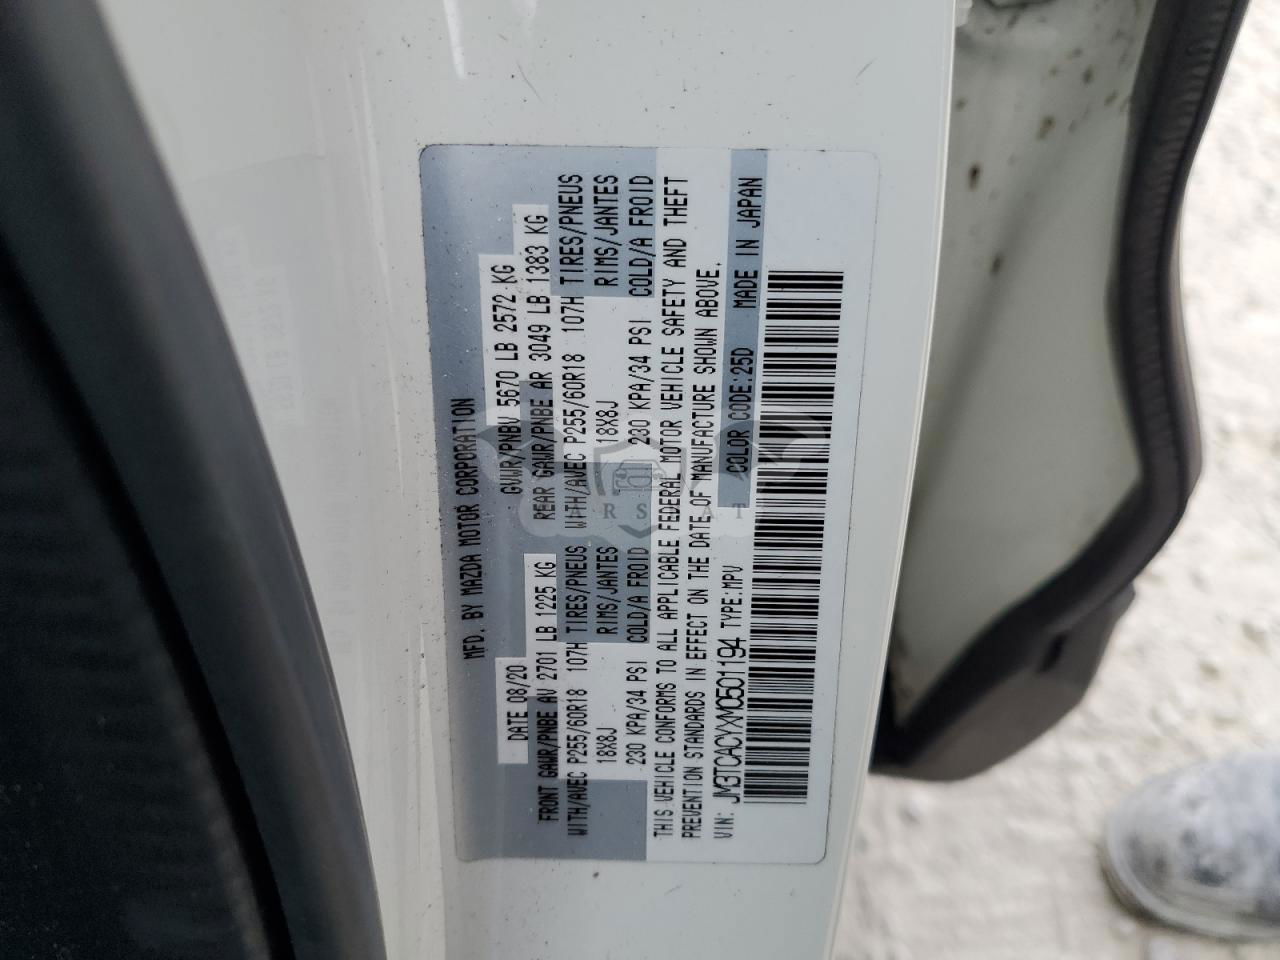 MFD. BY MAZDA MOTOR CORPORATION
DATE 08/20 GVWR/PNBV 5670 LB 2572 KG
FRONT GAWR/PNBE AV 2701 LB 1225 KG REAR GAWR/PNBE AR 3049 LB 1383 KG
WITH/AVEC P255/60R18 107H TIRES/PNEUS WITH/AVEC P255/60R18 107H TIRES/PNEUS
18X8J RIMS/JANTES 18X8J RIMS/JANTES
230 KPA/34 PSI COLD/A FROID 230 KPA/34 PSI COLD/A FROID
THIS VEHICLE CONFORMS TO ALL APPLICABLE FEDERAL MOTOR VEHICLE SAFETY AND THEFT
PREVENTION STANDARDS IN EFFECT ON THE DATE OF MANUFACTURE SHOWN ABOVE.
VIN: JM3TCACYXM0501194 TYPE:MPV COLOR CODE:25D MADE IN JAPAN